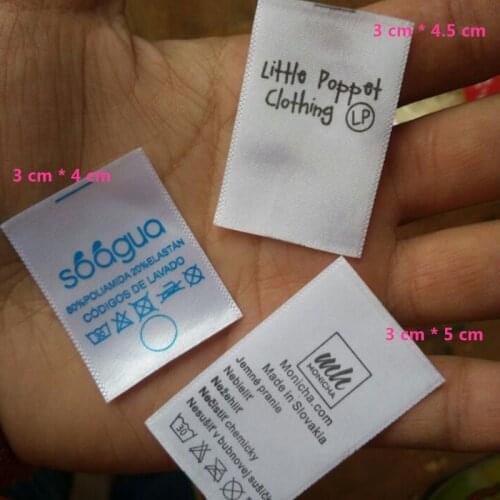 3 cm * 4.5 cm
Little Poppet
Clothing LP
3 cm * 4 cm
sóágua
80%POLIAMIDA 20%ELASTÁN
CÓDIGOS DE LAVADO
30
3 cm * 5 cm
mh
MONICHA
Monicha.com
Made in Slovakia
Jemné pranie
Nebieliť
Nežehliť
Nečistiť chemicky
Nesušiť v bubnovej sušičke
30